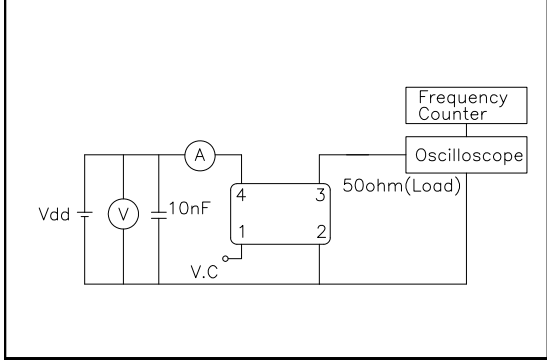 Frequency
Counter
A
Oscilloscope
4
3
50ohm(Load)
Vdd
V
10nF
1
2
V.C